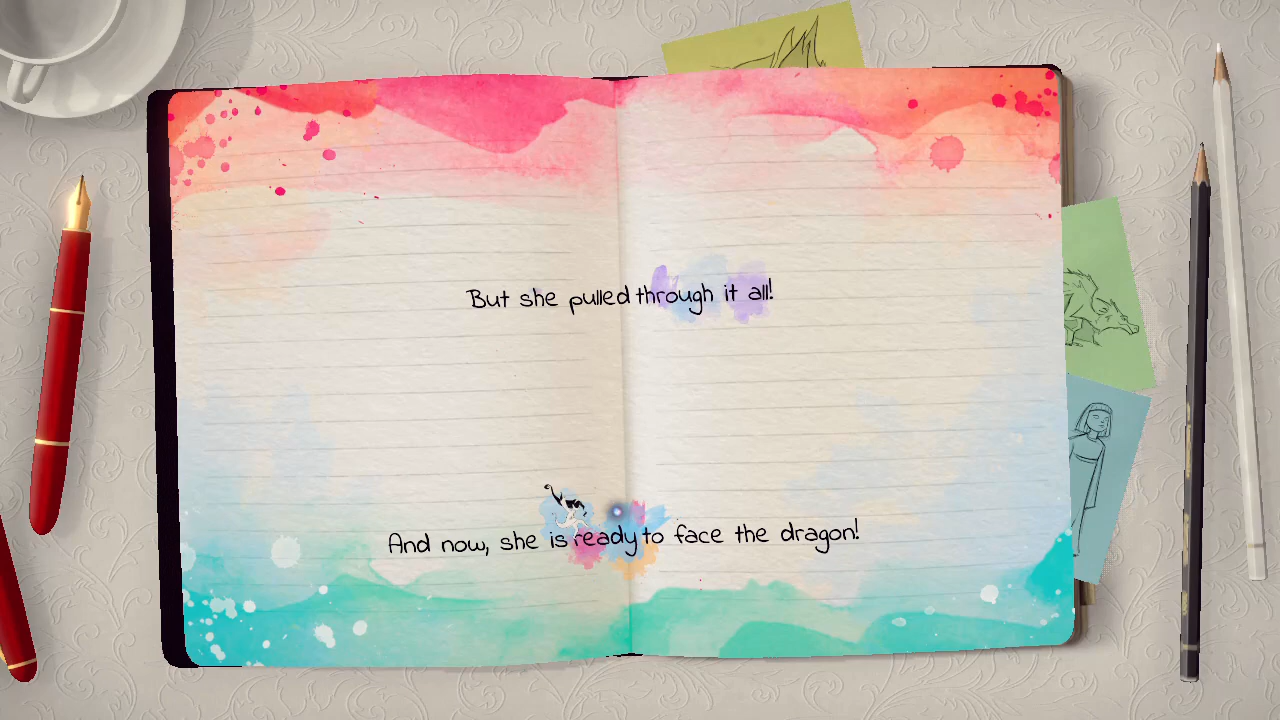 But she pulled through it all!
And now, she is ready to face the dragon!